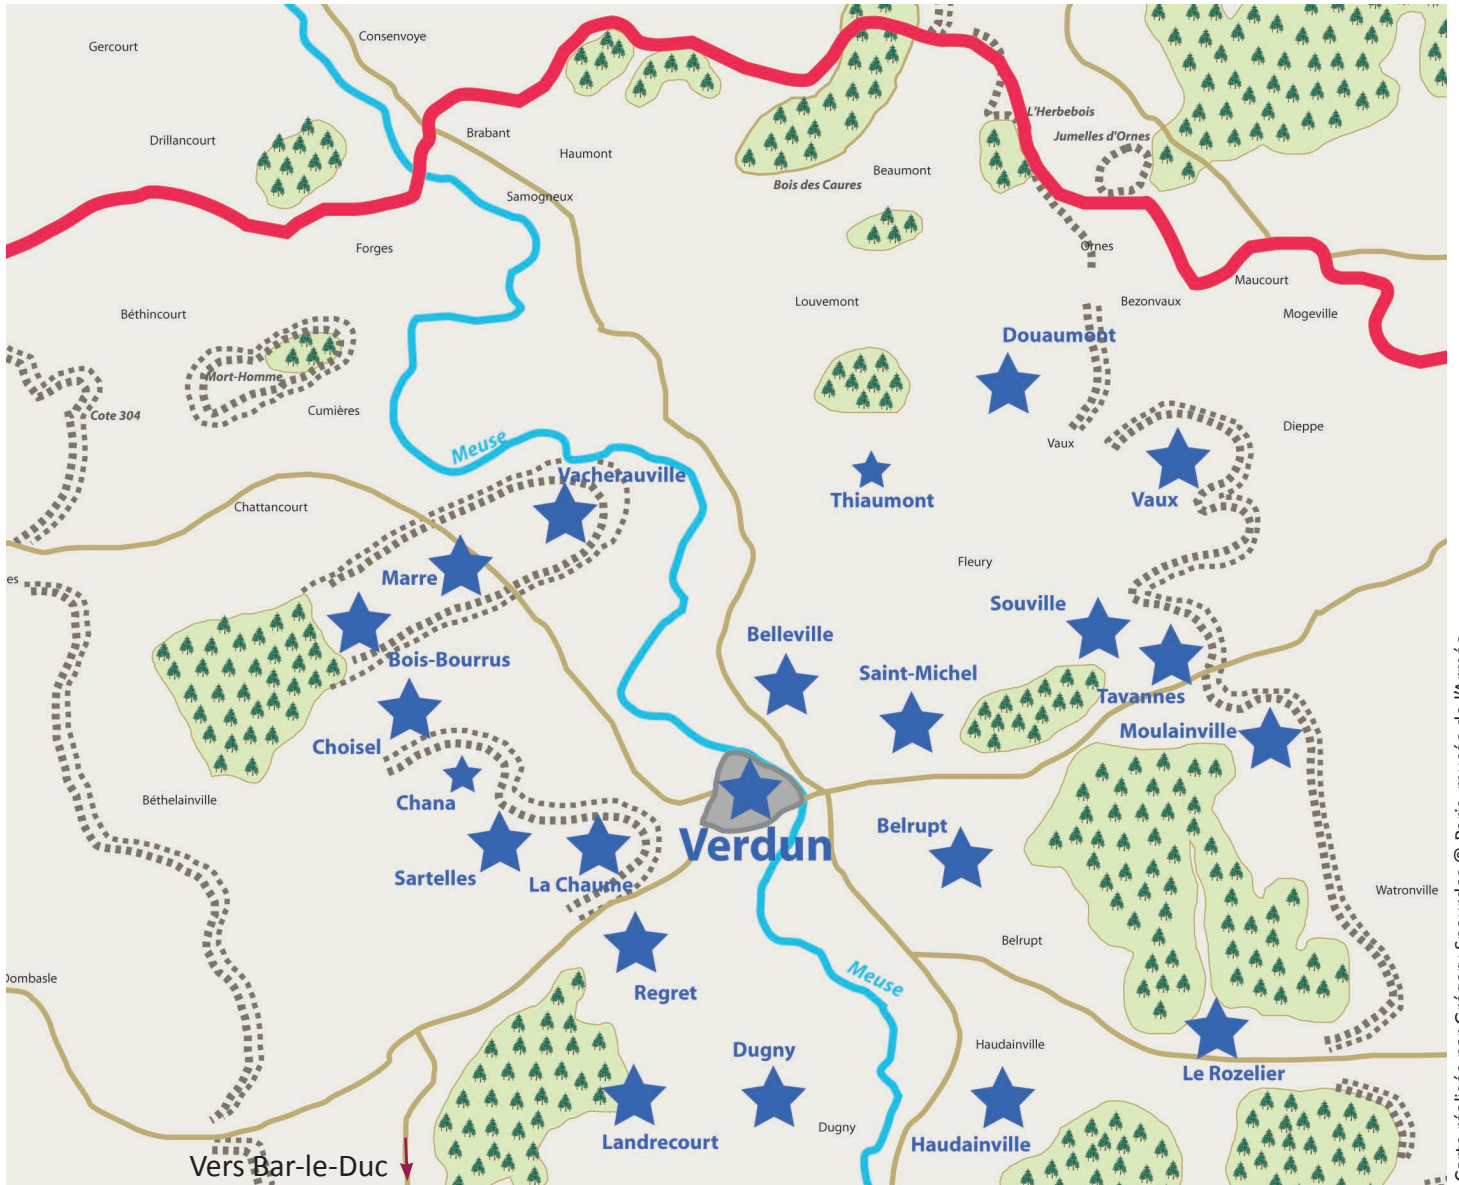 Gercourt
Consenvoye
Drillancourt
Brabant
Haumont
L'Herbebois
Jumelles d'Ornes
Beaumont
Bois des Caures
Samogneux
Forges
Ornes
Maucourt
Bezonvaux
Mogeville
Louvemont
Béthincourt
Douaumont
Mort-Homme
Cumières
Cote 304
Meuse
Vaux
Dieppe
Vacherauville
Thiaumont
Vaux
Chattancourt
Fleury
es
Marre
Souville
Belleville
Bois-Bourrus
Saint-Michel
Tavannes
Moulainville
Choisel
Béthelainville
Chana
Verdun
Belrupt
Sartelles
La Chaume
Watronville
Belrupt
Dombasle
Meuse
Regret
Dugny
Haudainville
Le Rozelier
Landrecourt
Dugny
Haudainville
Vers Bar-le-Duc